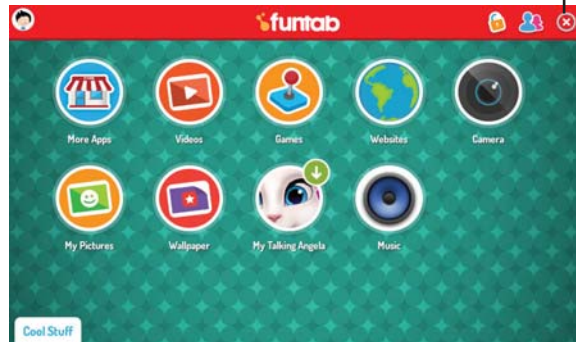 funtab
More Apps
Videos
Games
Websites
Camera
My Pictures
Wallpaper
My Talking Angela
Music
Cool Stuff